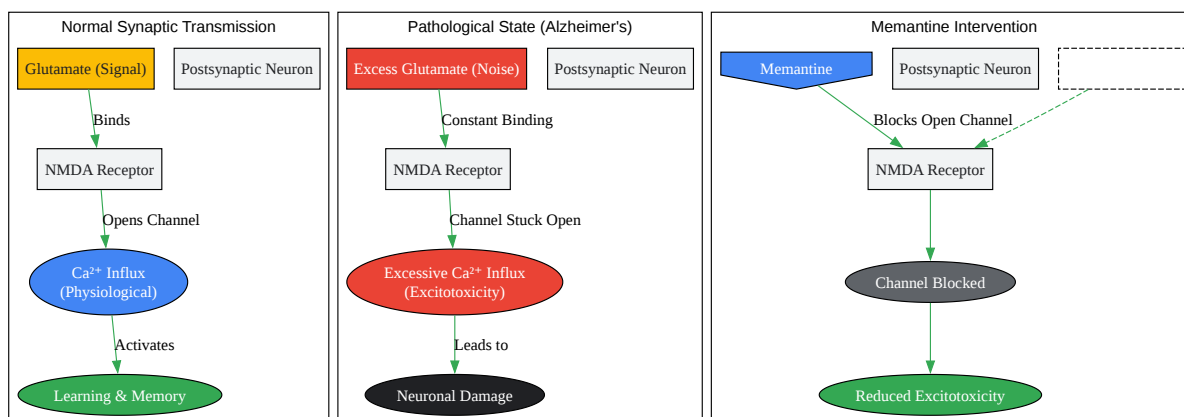 Normal Synaptic Transmission
Glutamate (Signal)
Postsynaptic Neuron
Binds
NMDA Receptor
Opens Channel
Ca²⁺ Influx
(Physiological)
Activates
Learning & Memory
Pathological State (Alzheimer's)
Excess Glutamate (Noise)
Postsynaptic Neuron
Constant Binding
NMDA Receptor
Channel Stuck Open
Excessive Ca²⁺ Influx
(Excitotoxicity)
Leads to
Neuronal Damage
Memantine Intervention
Memantine
Postsynaptic Neuron
Blocks Open Channel
NMDA Receptor
Channel Blocked
Reduced Excitotoxicity